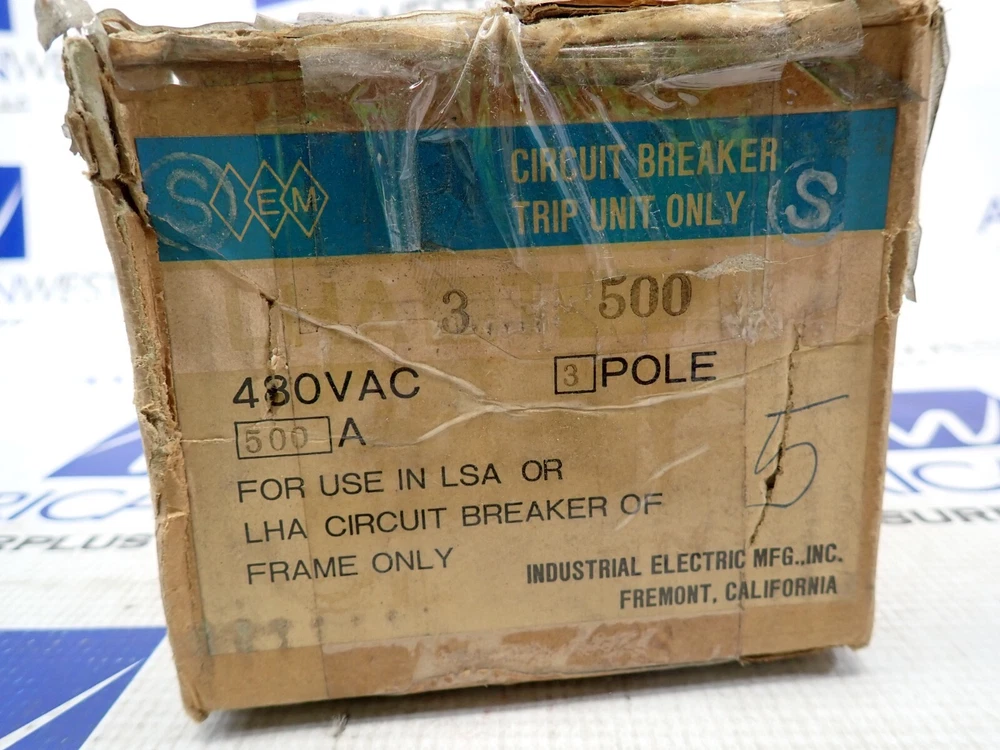 S IEM
CIRCUIT BREAKER
TRIP UNIT ONLY
S
3 500
480VAC
3 POLE
500 A
FOR USE IN LSA OR
LHA CIRCUIT BREAKER OF
FRAME ONLY
5
INDUSTRIAL ELECTRIC MFG.,INC.
FREMONT, CALIFORNIA